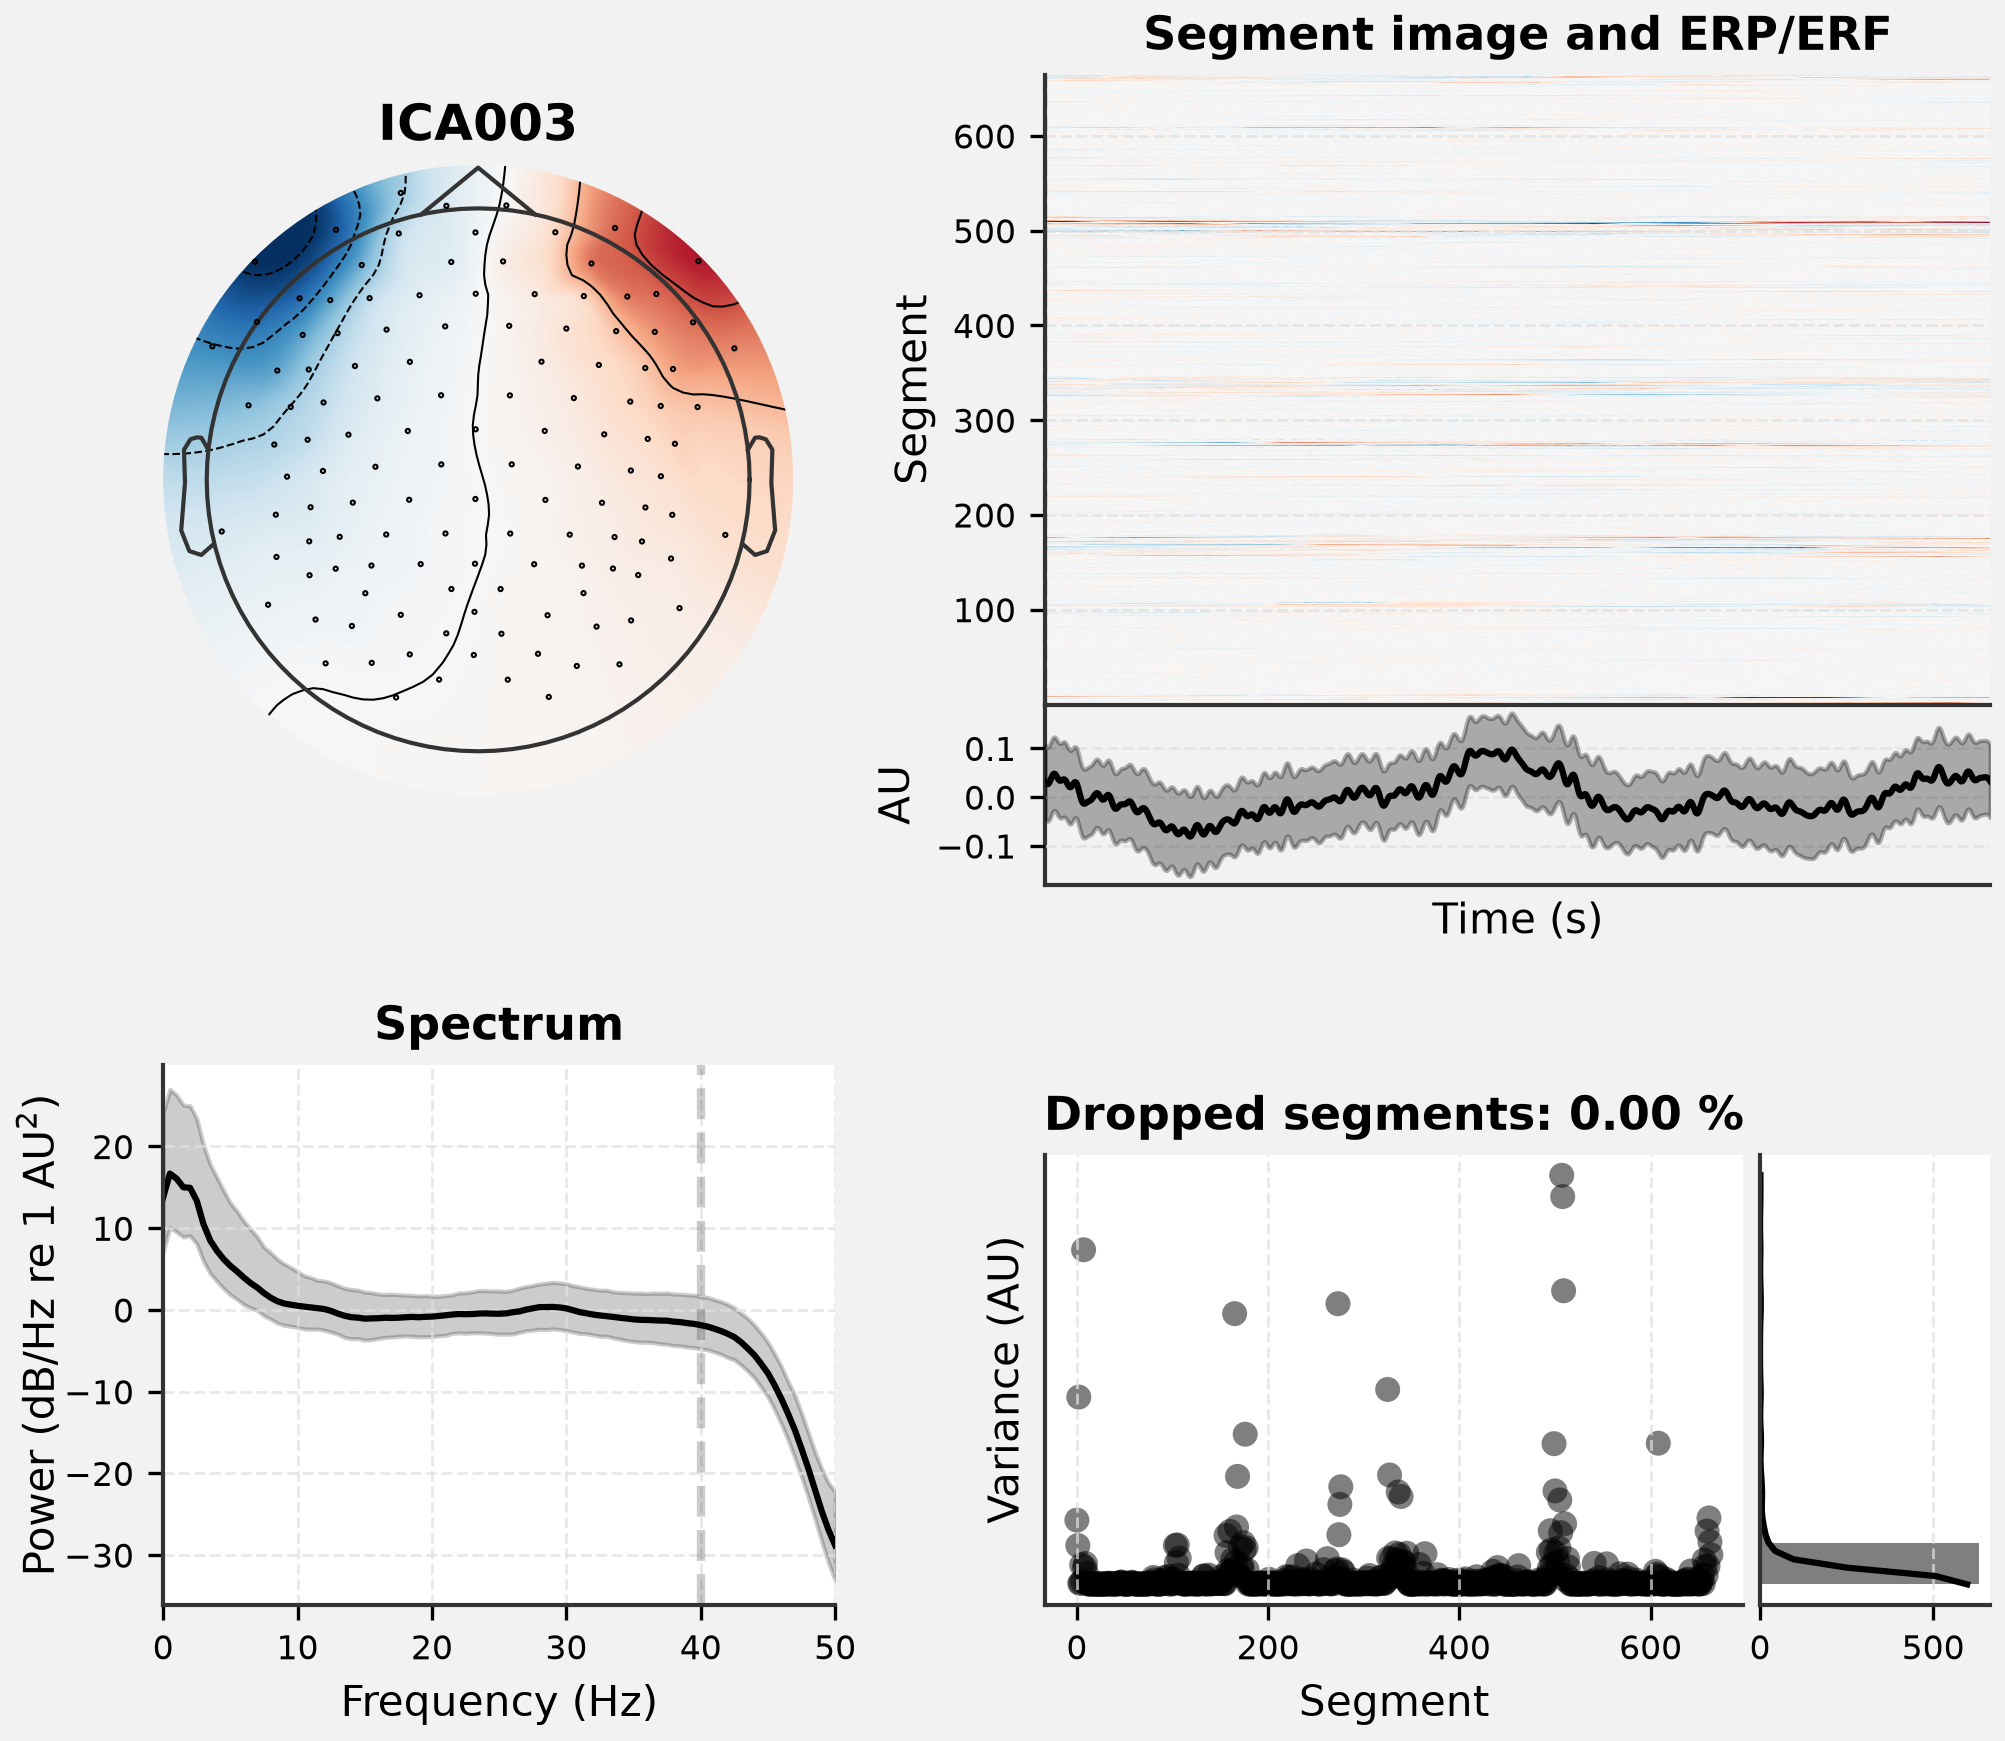 Segment image and ERP/ERF
ICA003
600
500
400
300
200
100
Segment
0.1
0.0
−0.1
AU
Time (s)
Spectrum
20
10
0
−10
−20
−30
Power (dB/Hz re 1 AU²)
0 10 20 30 40 50
Frequency (Hz)
Dropped segments: 0.00 %
Variance (AU)
0 200 400 600
Segment
0 500